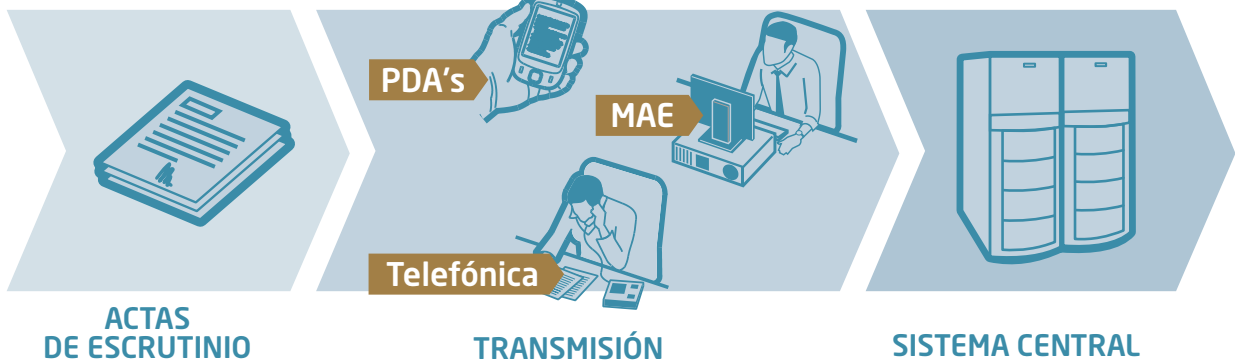 PDA's
MAE
Telefónica
ACTAS
DE ESCRUTINIO
TRANSMISIÓN
SISTEMA CENTRAL